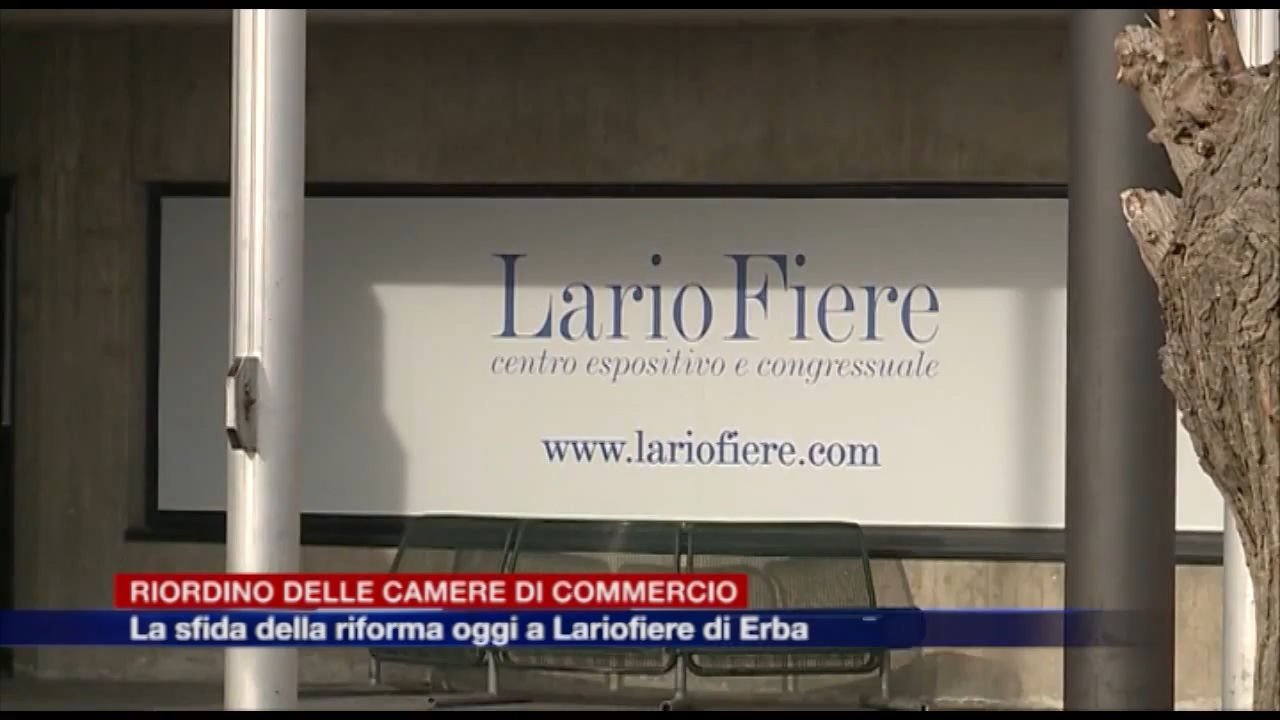 LarioFiere
centro espositivo e congressuale
www.lariofiere.com
RIORDINO DELLE CAMERE DI COMMERCIO
La sfida della riforma oggi a Lariofiere di Erba